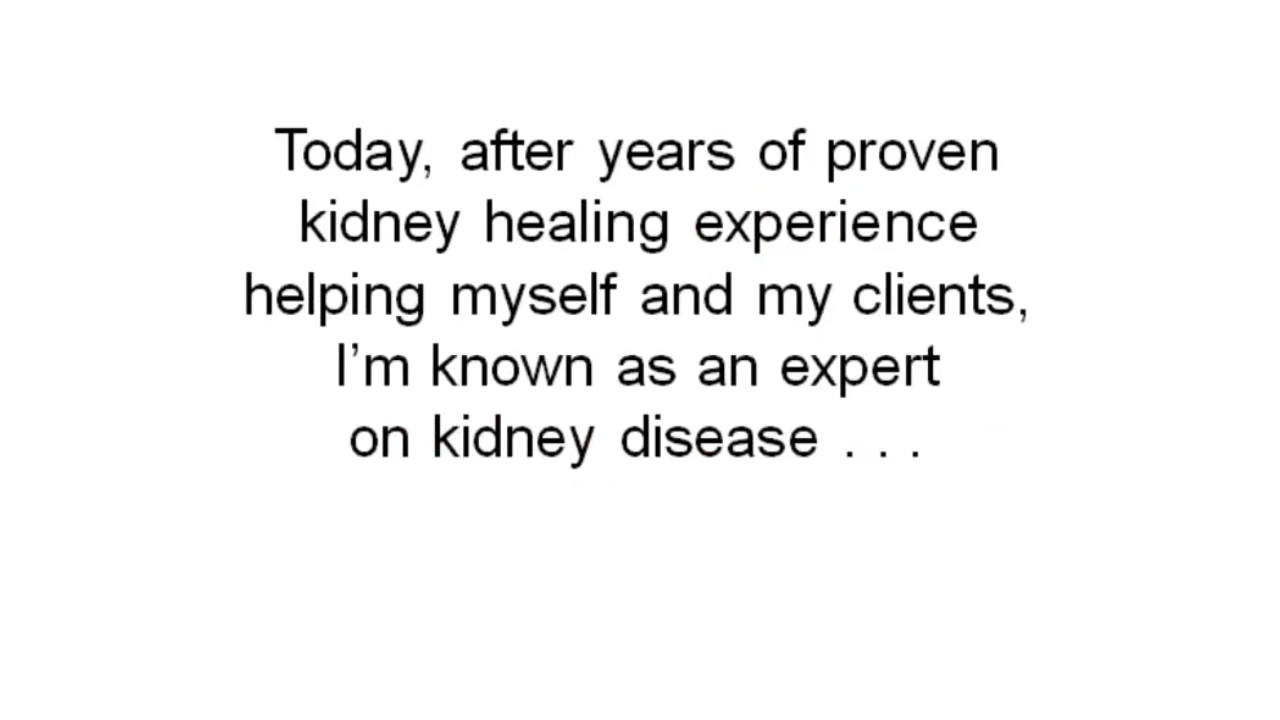 Today, after years of proven
kidney healing experience
helping myself and my clients,
I’m known as an expert
on kidney disease . . .